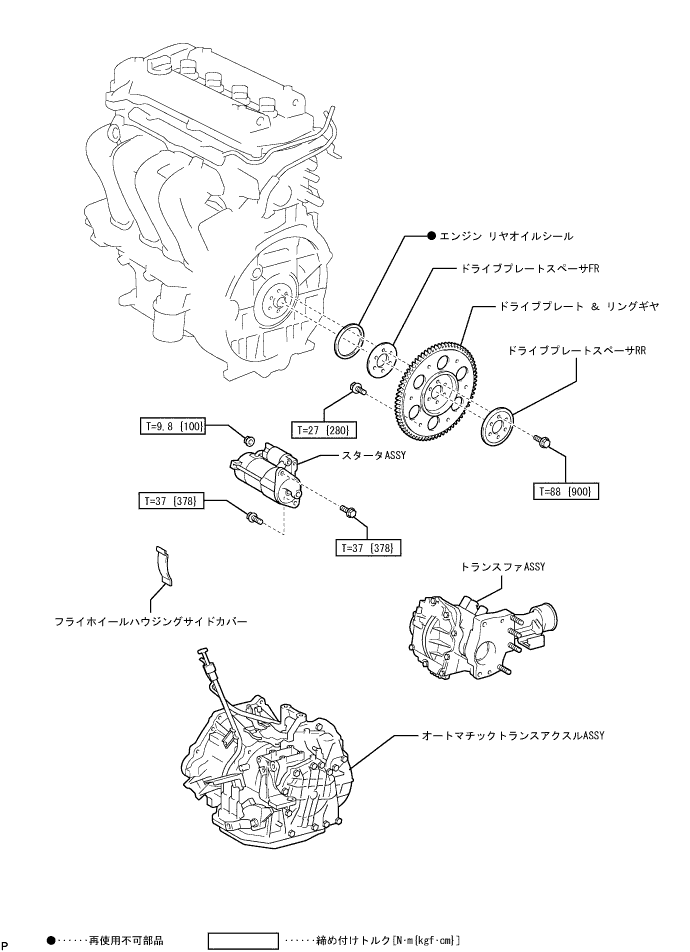 ● エンジン リヤオイルシール
ドライブプレートスペーサFR
ドライブプレート & リングギヤ
ドライブプレートスペーサRR
T=9.8 {100}
T=27 {280}
スタータASSY
T=88 {900}
T=37 {378}
T=37 {378}
トランスファASSY
フライホイールハウジングサイドカバー
オートマチックトランスアクスルASSY
●‥‥‥再使用不可部品 ‥‥‥締め付けトルク[N·m{kgf·cm}]
P